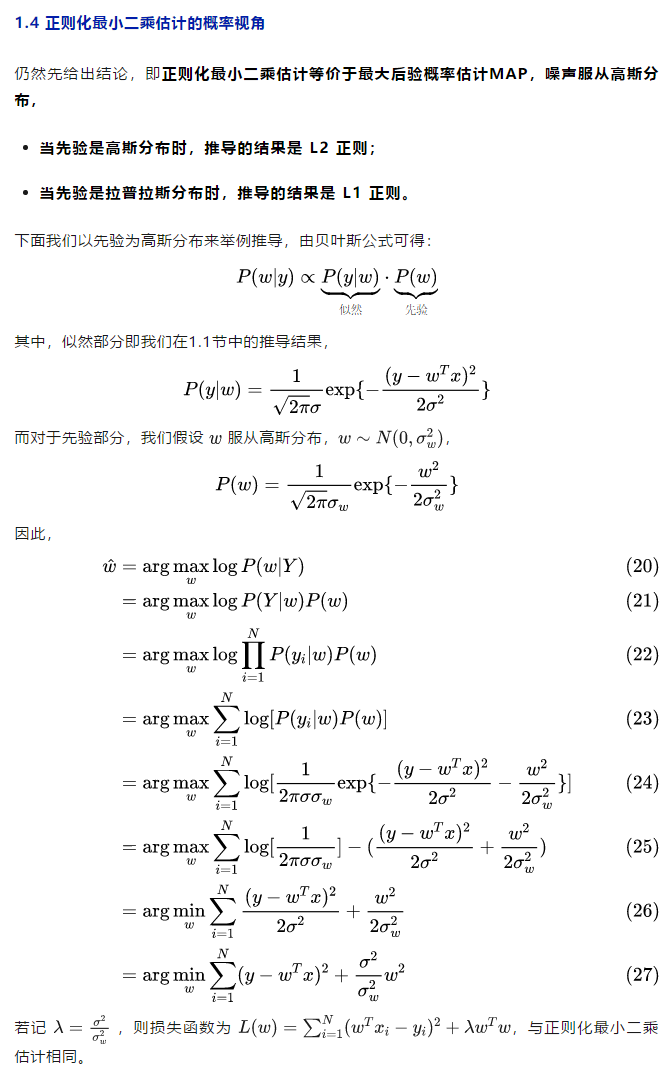 1.4 正则化最小二乘估计的概率视角
仍然先给出结论，即正则化最小二乘估计等价于最大后验概率估计MAP，噪声服从高斯分
布，
• 当先验是高斯分布时，推导的结果是 L2 正则；
• 当先验是拉普拉斯分布时，推导的结果是 L1 正则。
下面我们以先验为高斯分布来举例推导，由贝叶斯公式可得：
$P(w|y) \propto \underbrace{P(y|w)}_{似然} \cdot \underbrace{P(w)}_{先验}$
其中，似然部分即我们在1.1节中的推导结果，
$P(y|w) = \frac{1}{\sqrt{2\pi}\sigma} \exp\{-\frac{(y-w^Tx)^2}{2\sigma^2}\}$
而对于先验部分，我们假设 $w$ 服从高斯分布，$w \sim N(0, \sigma_w^2)$，
$P(w) = \frac{1}{\sqrt{2\pi}\sigma_w} \exp\{-\frac{w^2}{2\sigma_w^2}\}$
因此，
$\hat{w} = \arg\max_w \log P(w|Y)$ (20)
$= \arg\max_w \log P(Y|w)P(w)$ (21)
$= \arg\max_w \log \prod_{i=1}^{N} P(y_i|w)P(w)$ (22)
$= \arg\max_w \sum_{i=1}^{N} \log[P(y_i|w)P(w)]$ (23)
$= \arg\max_w \sum_{i=1}^{N} \log[\frac{1}{2\pi\sigma\sigma_w} \exp\{-\frac{(y-w^Tx)^2}{2\sigma^2} - \frac{w^2}{2\sigma_w^2}\}]$ (24)
$= \arg\max_w \sum_{i=1}^{N} \log[\frac{1}{2\pi\sigma\sigma_w}] - (\frac{(y-w^Tx)^2}{2\sigma^2} + \frac{w^2}{2\sigma_w^2})$ (25)
$= \arg\min_w \sum_{i=1}^{N} \frac{(y-w^Tx)^2}{2\sigma^2} + \frac{w^2}{2\sigma_w^2}$ (26)
$= \arg\min_w \sum_{i=1}^{N} (y-w^Tx)^2 + \frac{\sigma^2}{\sigma_w^2} w^2$ (27)
若记 $\lambda = \frac{\sigma^2}{\sigma_w^2}$ ，则损失函数为 $L(w) = \sum_{i=1}^{N}(w^Tx_i - y_i)^2 + \lambda w^Tw$，与正则化最小二
乘估计相同。